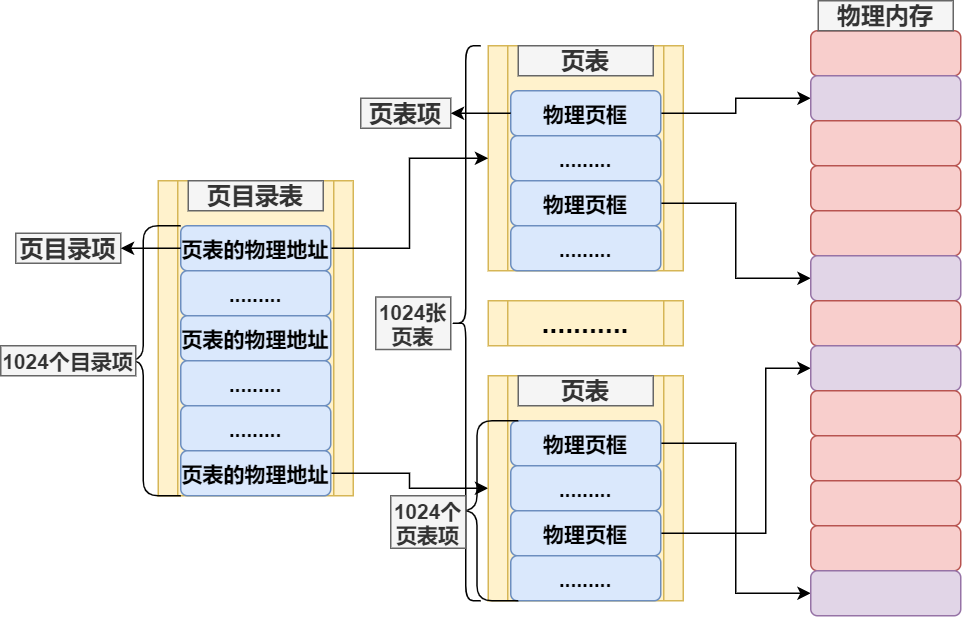 物理内存
页表
页表项
物理页框
.........
物理页框
.........
页目录表
页目录项
页表的物理地址
.........
页表的物理地址
.........
.........
页表的物理地址
1024个目录项
1024张
页表
...........
页表
物理页框
.........
物理页框
.........
1024个
页表项